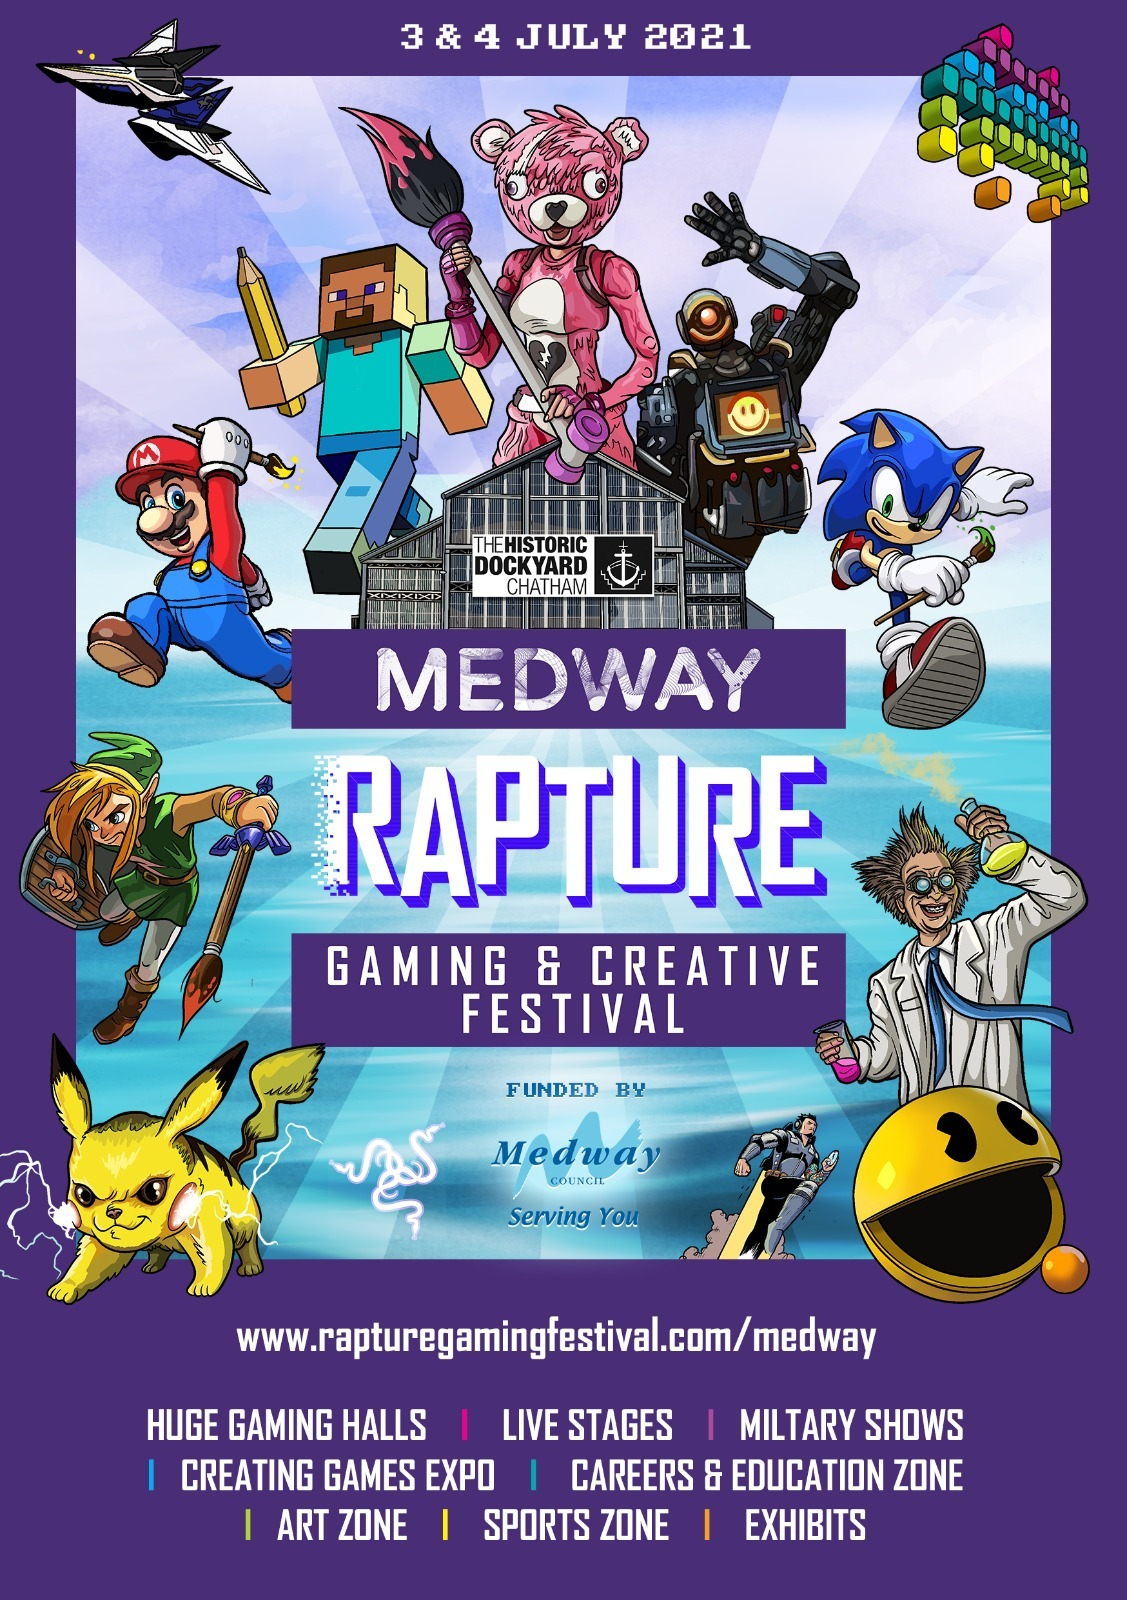 3 & 4 JULY 2021
M
THE HISTORIC
DOCKYARD
CHATHAM
MEDWAY
RAPTURE
GAMING & CREATIVE
FESTIVAL
FUNDED BY
Medway
COUNCIL
Serving You
www.rapturegamingfestival.com/medway
HUGE GAMING HALLS | LIVE STAGES | MILTARY SHOWS
| CREATING GAMES EXPO | CAREERS & EDUCATION ZONE
| ART ZONE | SPORTS ZONE | EXHIBITS